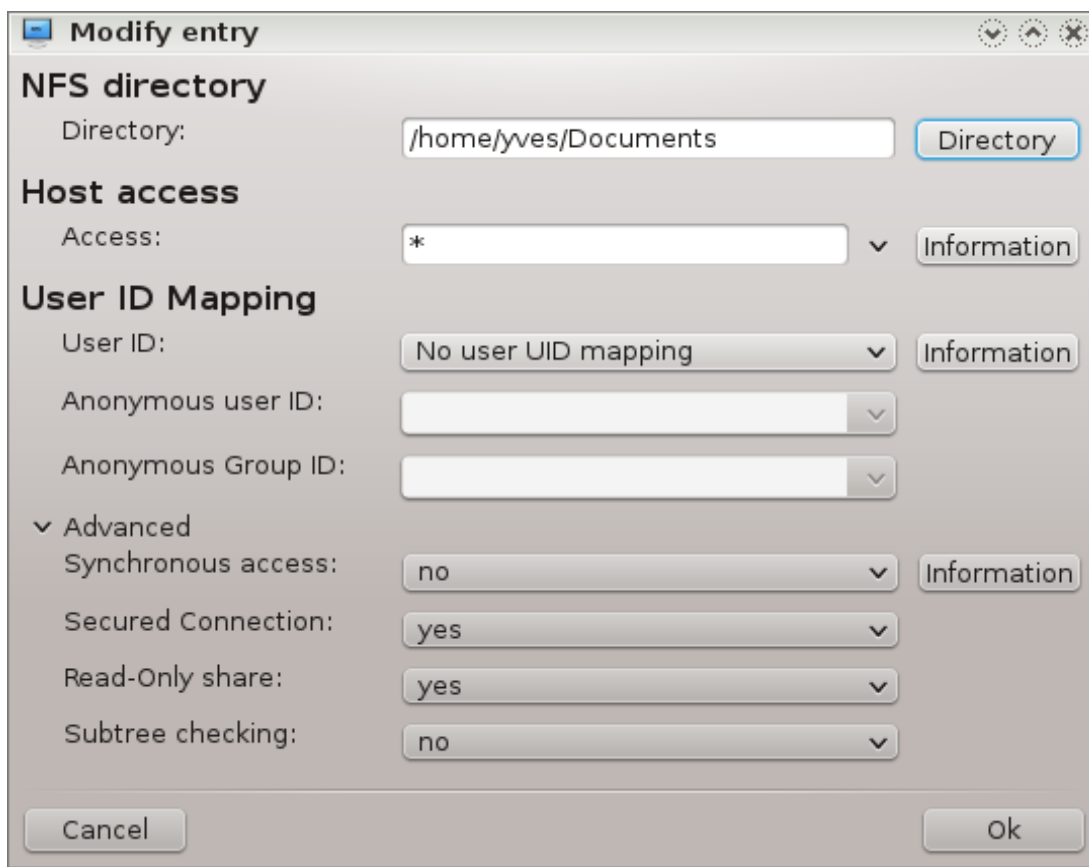 Modify entry
NFS directory
Directory: /home/yves/Documents Directory
Host access
Access: * Information
User ID Mapping
User ID: No user UID mapping Information
Anonymous user ID:
Anonymous Group ID:
Advanced
Synchronous access: no Information
Secured Connection: yes
Read-Only share: yes
Subtree checking: no
Cancel Ok